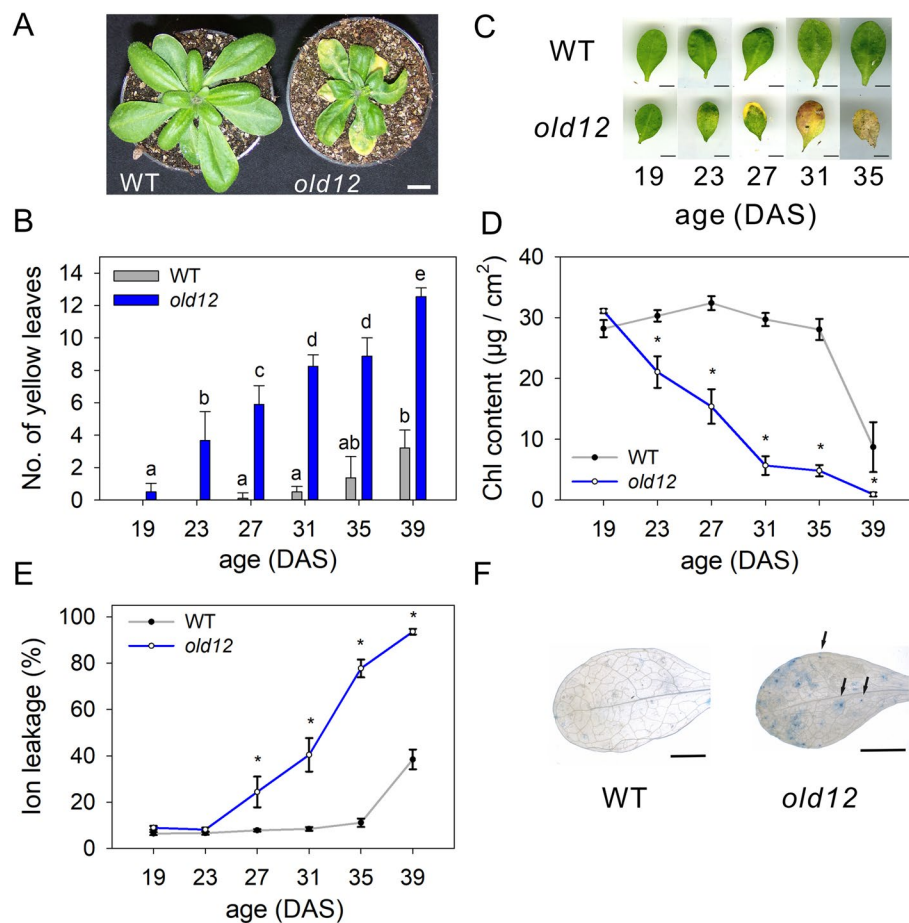 A
WT
old12
C
WT
old12
19 23 27 31 35
age (DAS)
B
No. of yellow leaves
14
12
10
8
6
4
2
0
WT
old12
a
b
a
c
a
d
ab
d
b
e
19 23 27 31 35 39
age (DAS)
D
Chl content (µg / cm²)
40
30
20
10
0
WT
old12
*
*
*
*
*
19 23 27 31 35 39
age (DAS)
E
Ion leakage (%)
100
80
60
40
20
0
WT
old12
*
*
*
*
19 23 27 31 35 39
age (DAS)
F
WT
old12